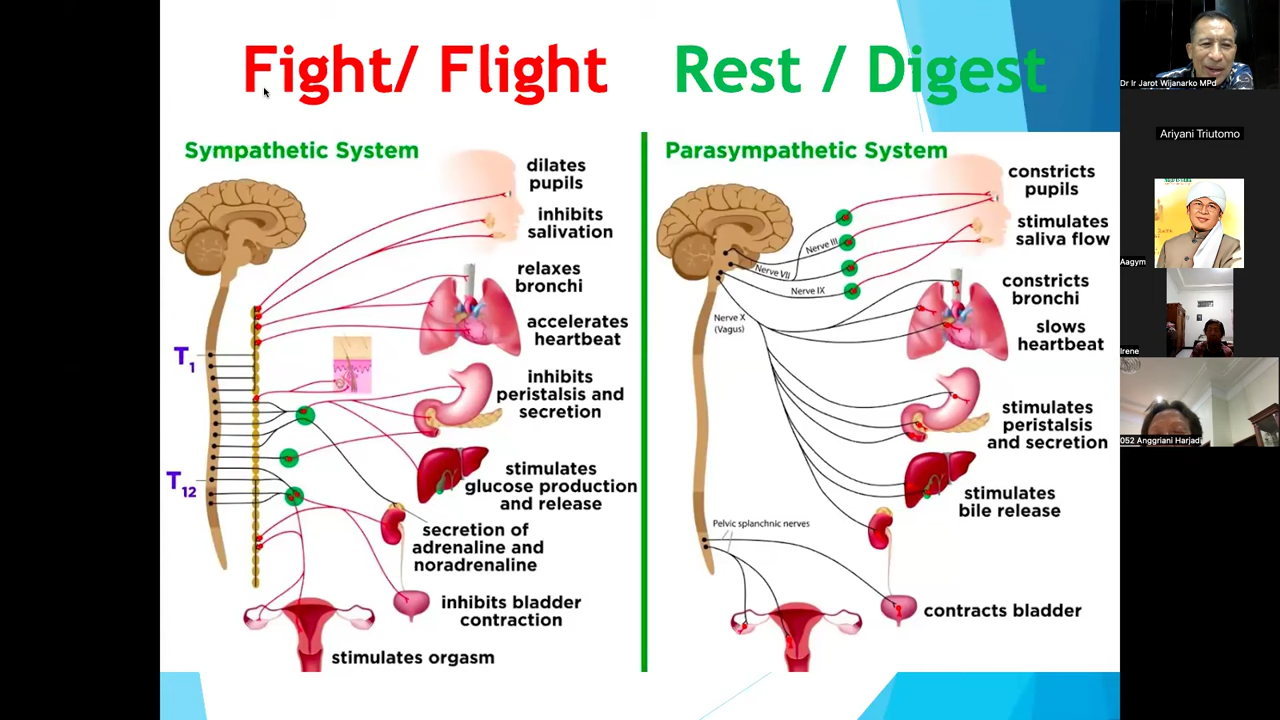 Fight/ Flight
Rest / Digest
Sympathetic System
dilates
pupils
inhibits
salivation
relaxes
bronchi
accelerates
heartbeat
T1
inhibits
peristalsis and
secretion
T12
stimulates
glucose production
and release
secretion of
adrenaline and
noradrenaline
inhibits bladder
contraction
stimulates orgasm
Parasympathetic System
constricts
pupils
stimulates
saliva flow
Nerve III
Nerve VII
Nerve IX
Nerve X
(Vagus)
constricts
bronchi
slows
heartbeat
stimulates
peristalsis
and secretion
stimulates
bile release
Pelvic splanchnic nerves
contracts bladder
Dr Ir Jarot Wijanarko MPd
Ariyani Triutomo
Aagym
Irene
052 Anggriani Harjadi